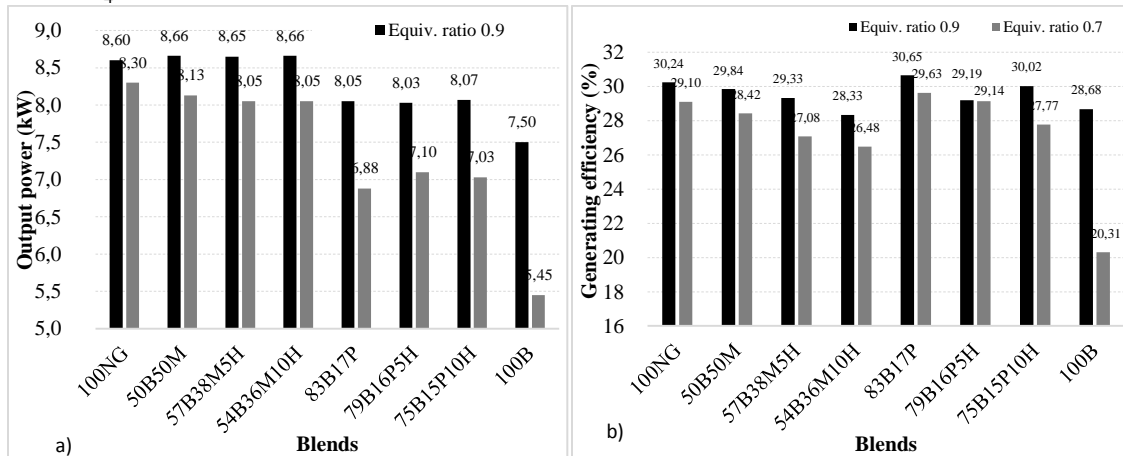 4
Equiv. ratio 0.9
Equiv. ratio 0.7
Output power (kW)
9,0
8,5
8,0
7,5
7,0
6,5
6,0
5,5
5,0
8,60
8,30
8,66
8,13
8,65
8,05
8,66
8,05
8,05
6,88
8,03
7,10
8,07
7,03
7,50
5,45
100NG
50B50M
57B38M5H
54B36M10H
83B17P
79B16P5H
75B15P10H
100B
a)
Blends
Equiv. ratio 0.9
Equiv. ratio 0.7
Generating efficiency (%)
32
30
28
26
24
22
20
18
16
30,24
29,10
29,84
28,42
29,33
27,08
28,33
26,48
30,65
29,63
29,19
29,14
30,02
27,77
28,68
20,31
100NG
50B50M
57B38M5H
54B36M10H
83B17P
79B16P5H
75B15P10H
100B
b)
Blends